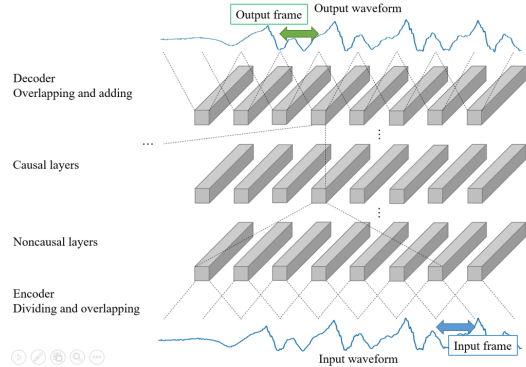 Output frame
Output waveform
Decoder
Overlapping and adding
...
⋮
Causal layers
⋮
Noncausal layers
Encoder
Dividing and overlapping
Input frame
Input waveform